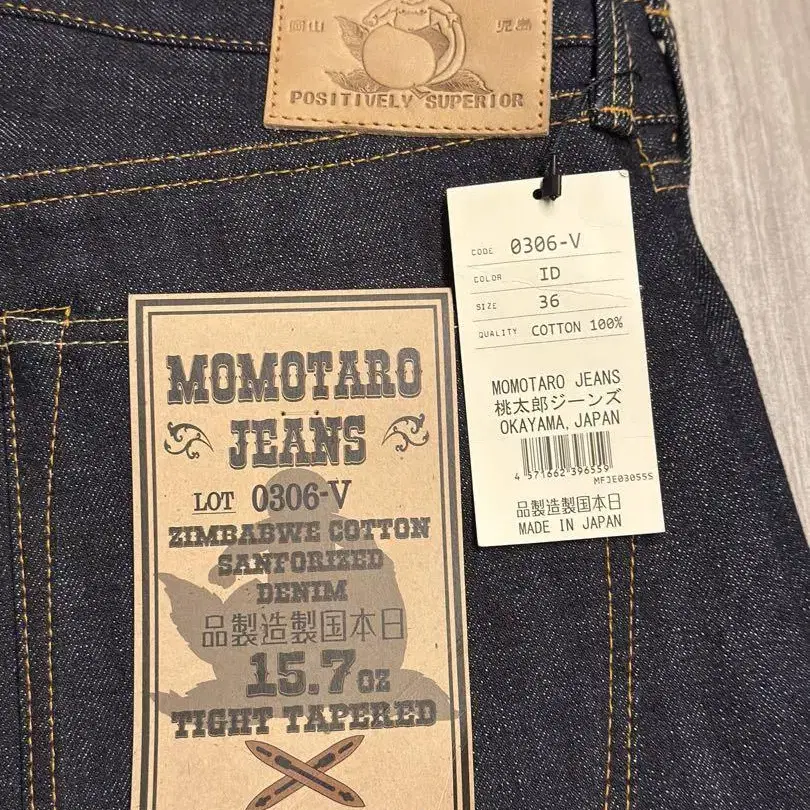 岡山 児島
POSITIVELY SUPERIOR
CODE 0306-V
COLOR ID
SIZE 36
QUALITY COTTON 100%
MOMOTARO JEANS
桃太郎ジーンズ
OKAYAMA, JAPAN
4 571662 396559
MFJE03055S
品製造製国本日
MADE IN JAPAN
MOMOTARO
JEANS
LOT 0306-V
ZIMBABWE COTTON
SANFORIZED
DENIM
品製造製国本日
15.7 OZ
TIGHT TAPERED